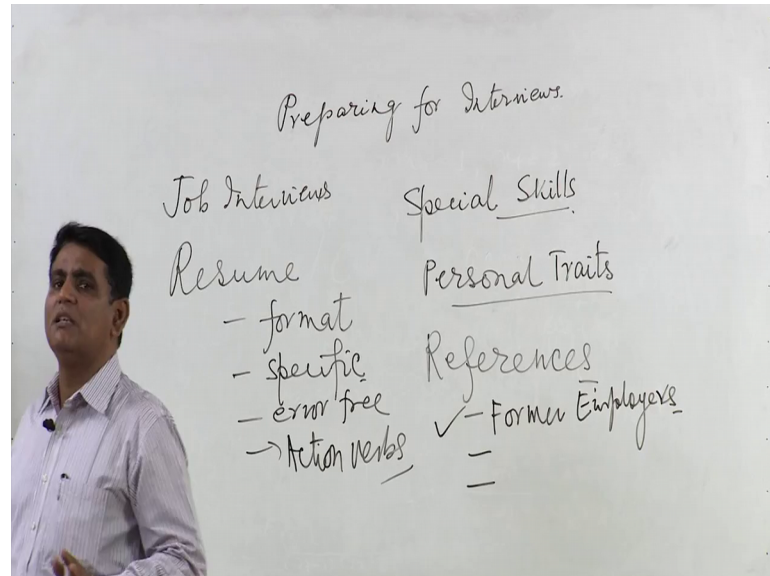 Preparing for Interviews.
Job Interviews
Resume
- format
- specific
- error free
→ Action verbs
Special Skills
Personal Traits
References
✓ - Former Employers